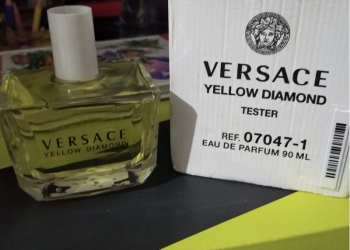 VERSACE
YELLOW DIAMOND
VERSACE
YELLOW DIAMOND
TESTER
REF. 07047-1
EAU DE PARFUM 90 ML